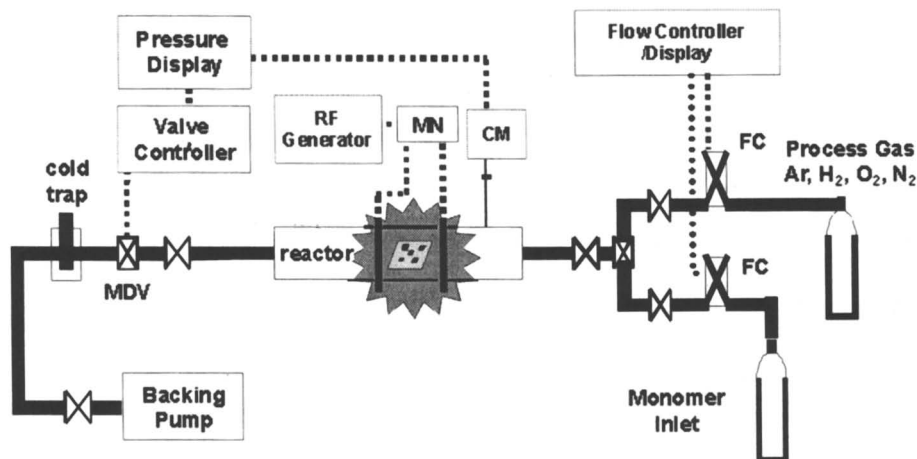 Pressure
Display
Flow Controller
/Display
RF
Generator
MN
CM
Valve
Controller
FC
Process Gas
Ar, H₂, O₂, N₂
cold
trap
reactor
MDV
FC
Backing
Pump
Monomer
Inlet